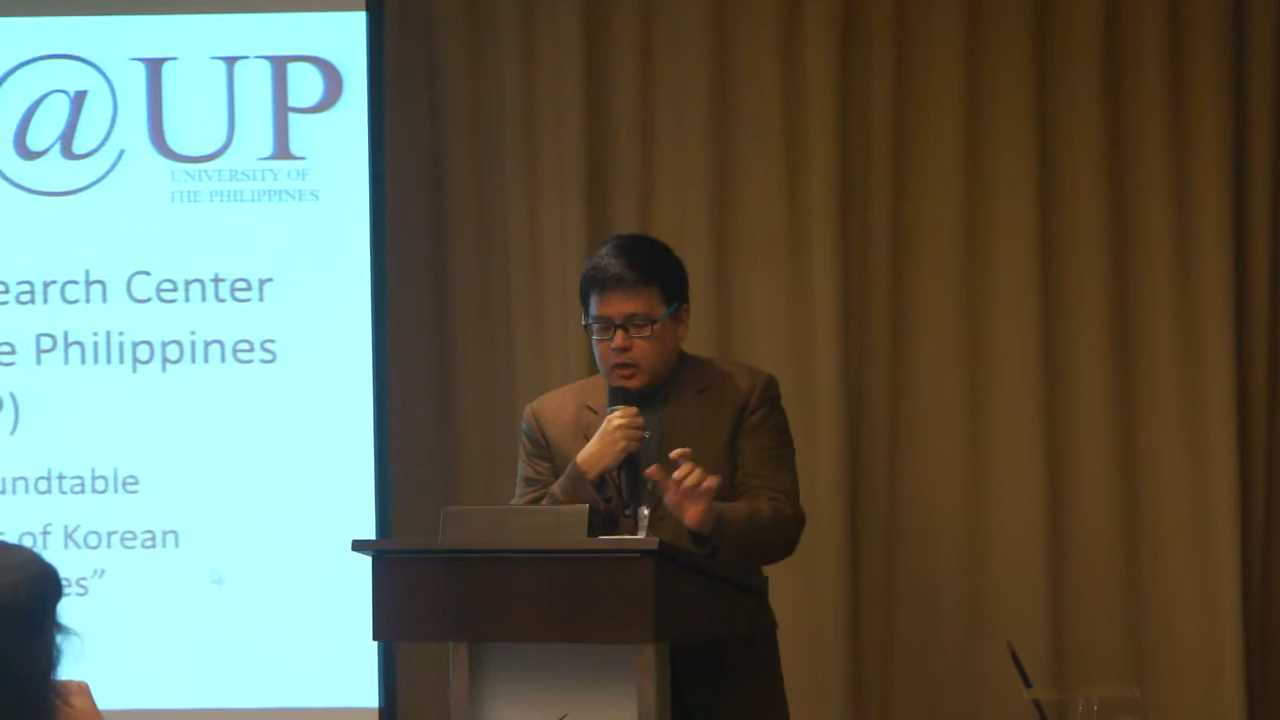 @UP
UNIVERSITY OF
THE PHILIPPINES
earch Center
e Philippines
)
undtable
of Korean
es”